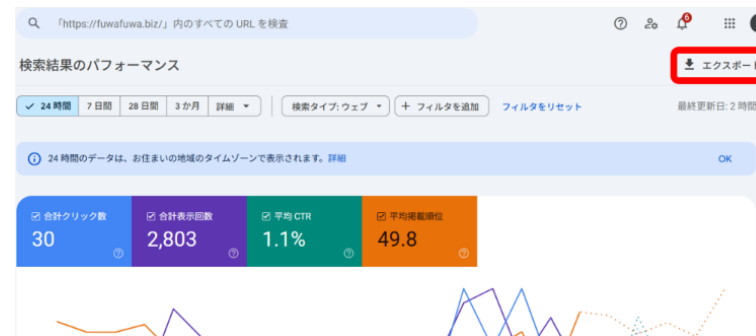 「https://fuwafuwa.biz/」内のすべての URL を検査
6
検索結果のパフォーマンス
エクスポート
24 時間 7 日間 28 日間 3 か月 詳細 検索タイプ: ウェブ + フィルタを追加 フィルタをリセット 最終更新日: 2 時間
24 時間のデータは、お住まいの地域のタイムゾーンで表示されます。詳細 OK
合計クリック数 合計表示回数 平均 CTR 平均掲載順位
30 2,803 1.1% 49.8